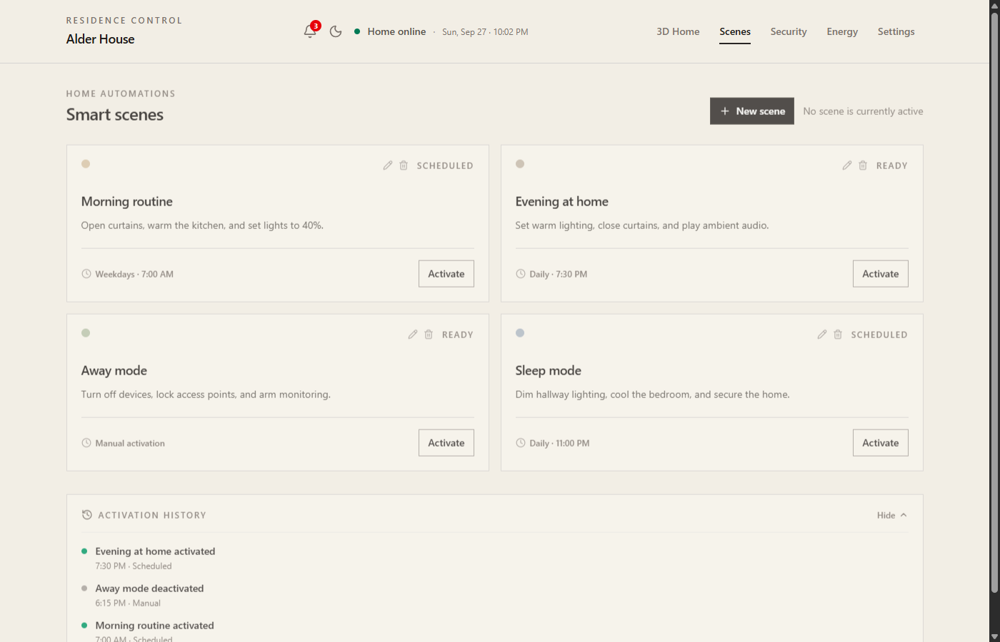 RESIDENCE CONTROL
Alder House
3
Home online · Sun, Sep 27 · 10:02 PM
3D Home
Scenes
Security
Energy
Settings
HOME AUTOMATIONS
Smart scenes
New scene
No scene is currently active
SCHEDULED
Morning routine
Open curtains, warm the kitchen, and set lights to 40%.
Weekdays · 7:00 AM
Activate
READY
Evening at home
Set warm lighting, close curtains, and play ambient audio.
Daily · 7:30 PM
Activate
READY
Away mode
Turn off devices, lock access points, and arm monitoring.
Manual activation
Activate
SCHEDULED
Sleep mode
Dim hallway lighting, cool the bedroom, and secure the home.
Daily · 11:00 PM
Activate
ACTIVATION HISTORY
Hide
Evening at home activated
7:30 PM · Scheduled
Away mode deactivated
6:15 PM · Manual
Morning routine activated
7:00 AM · Scheduled